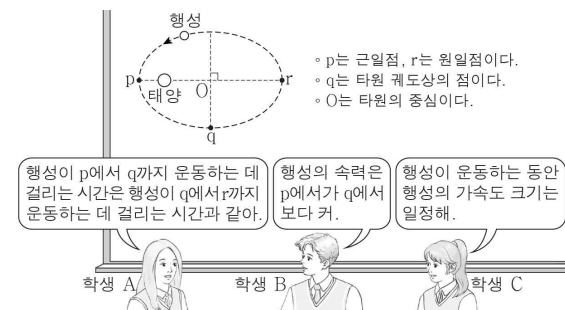 행성
p
태양
O
r
q
◦ p는 근일점, r는 원일점이다.
◦ q는 타원 궤도상의 점이다.
◦ O는 타원의 중심이다.
행성이 p에서 q까지 운동하는 데
걸리는 시간은 행성이 q에서 r까지
운동하는 데 걸리는 시간과 같아.
행성의 속력은
p에서가 q에서
보다 커.
행성이 운동하는 동안
행성의 가속도 크기는
일정해.
학생 A
학생 B
학생 C